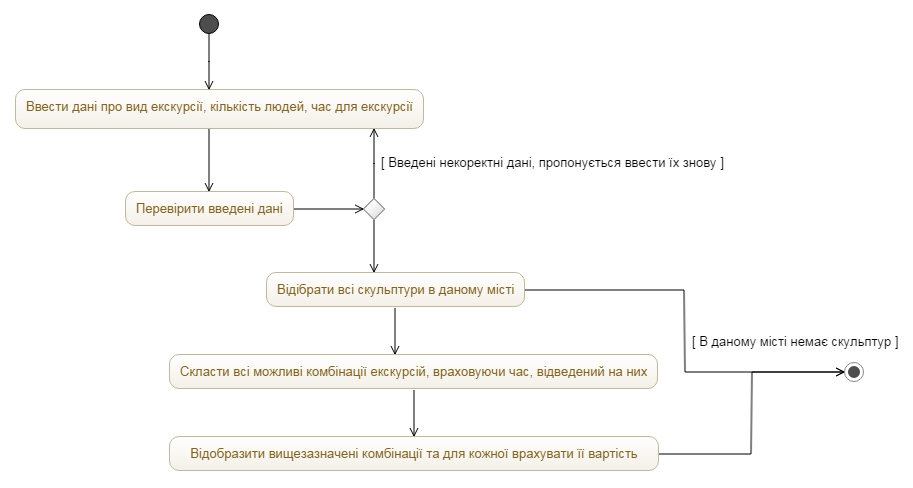 Ввести дані про вид екскурсії, кількість людей, час для екскурсії
[ Введені некоректні дані, пропонується ввести їх знову ]
Перевірити введені дані
Відібрати всі скульптури в даному місті
[ В даному місті немає скульптур ]
Скласти всі можливі комбінації екскурсій, враховуючи час, відведений на них
Відобразити вищезазначені комбінації та для кожної врахувати її вартість